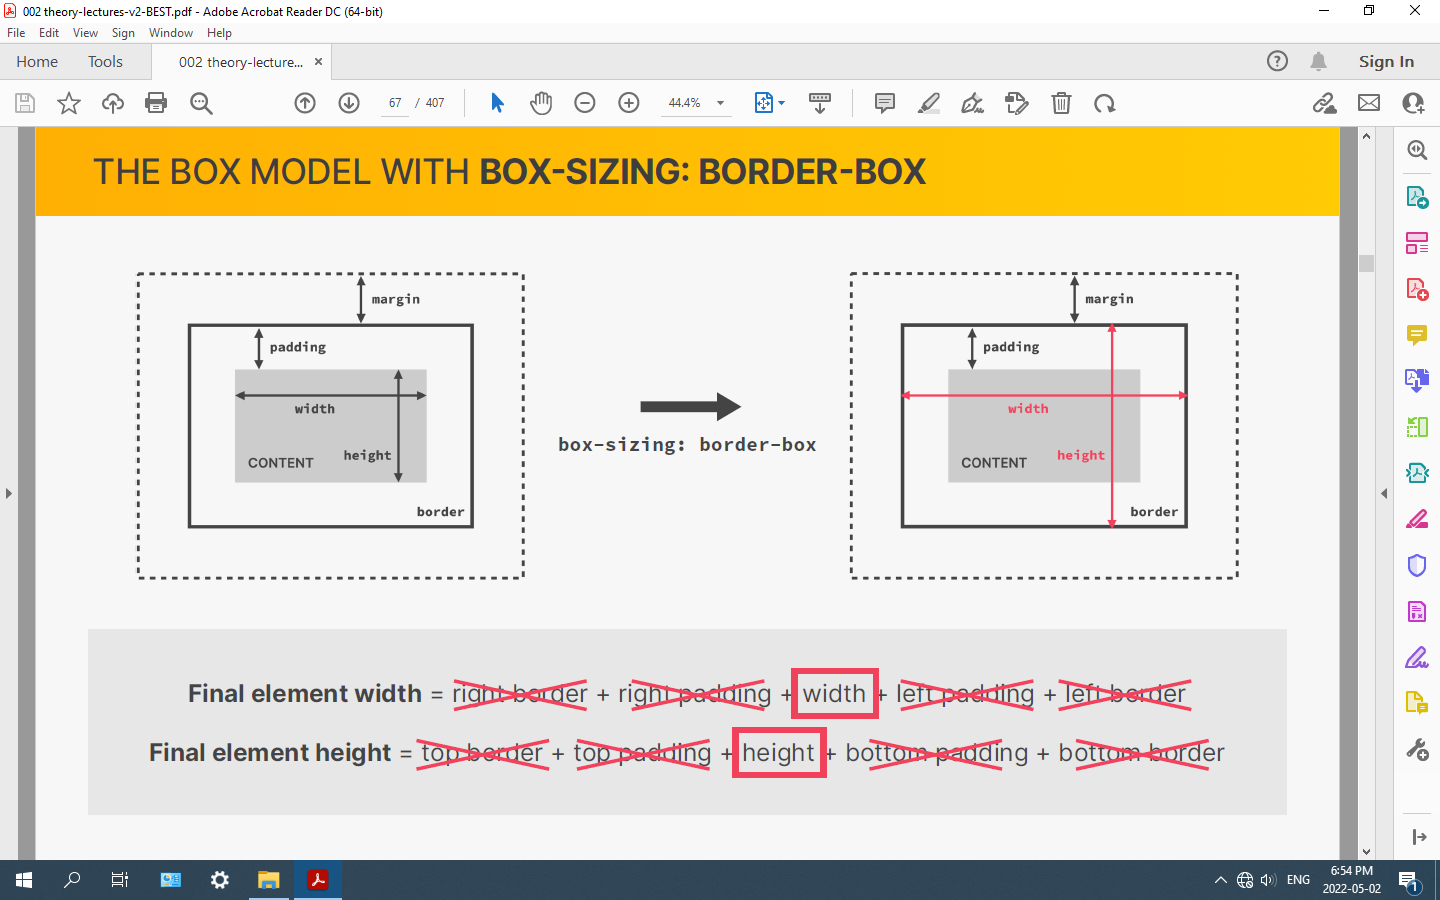 002 theory-lectures-v2-BEST.pdf - Adobe Acrobat Reader DC (64-bit)
File Edit View Sign Window Help
Home Tools 002 theory-lecture... × Sign In
67 / 407 44.4%
THE BOX MODEL WITH BOX-SIZING: BORDER-BOX
margin
padding
width
height
CONTENT
border
box-sizing: border-box
margin
padding
width
height
CONTENT
border
Final element width = right border + right padding + width + left padding + left border
Final element height = top border + top padding + height + bottom padding + bottom border
ENG
6:54 PM
2022-05-02
1